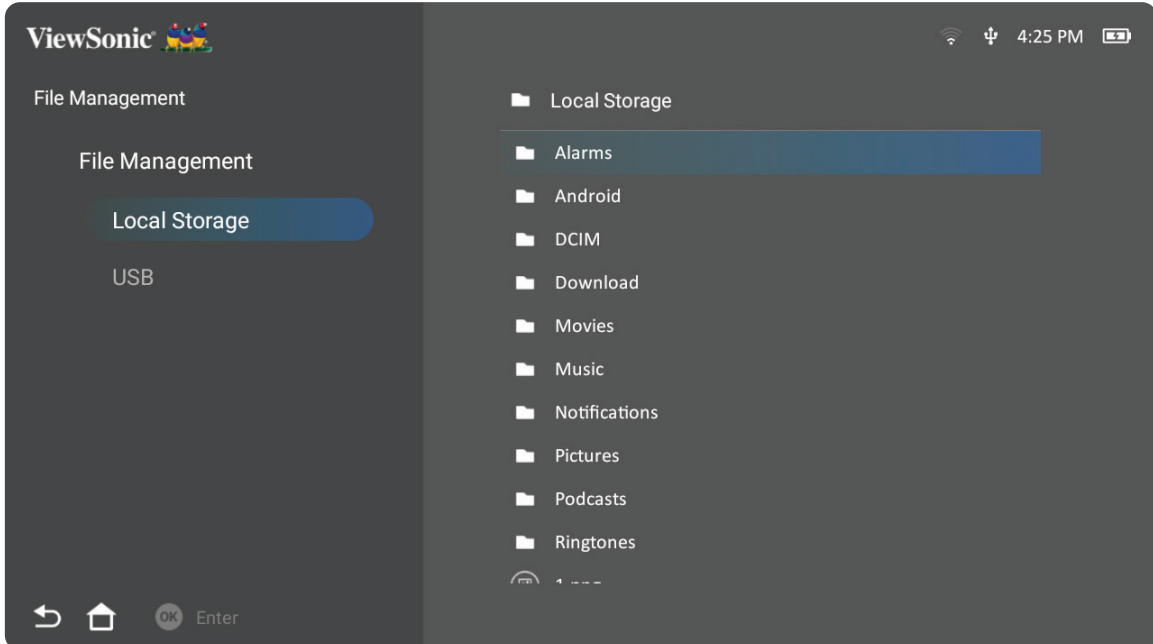 ViewSonic®
4:25 PM
File Management
File Management
Local Storage
USB
Local Storage
Alarms
Android
DCIM
Download
Movies
Music
Notifications
Pictures
Podcasts
Ringtones
OK Enter